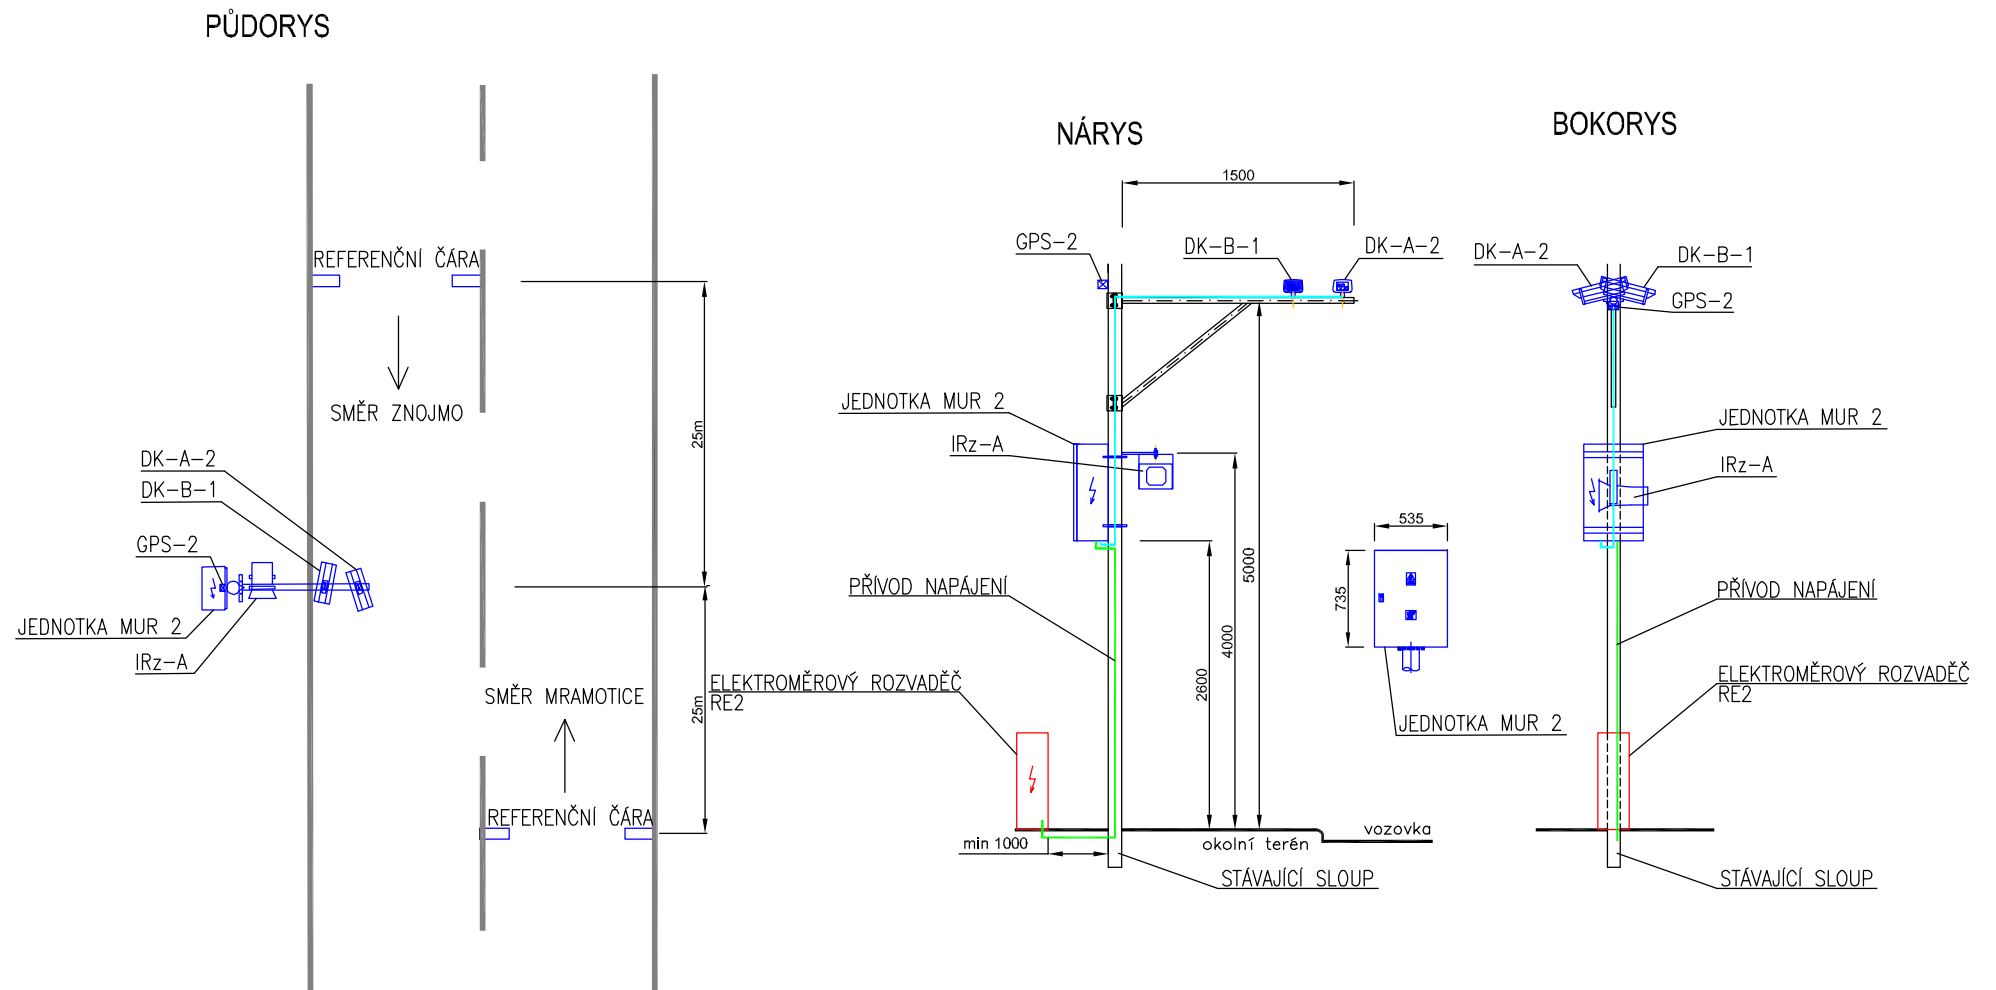 PŮDORYS
REFERENČNÍ ČÁRA
SMĚR ZNOJMO
25m
DK-A-2
DK-B-1
GPS-2
JEDNOTKA MUR 2
IRz-A
SMĚR MRAMOTICE
25m
REFERENČNÍ ČÁRA
NÁRYS
1500
GPS-2
DK-B-1
DK-A-2
JEDNOTKA MUR 2
IRz-A
PŘÍVOD NAPÁJENÍ
ELEKTROMĚROVÝ ROZVADĚČ
RE2
2600
4000
5000
min 1000
okolní terén
vozovka
STÁVAJÍCÍ SLOUP
535
735
JEDNOTKA MUR 2
BOKORYS
DK-A-2
DK-B-1
GPS-2
JEDNOTKA MUR 2
IRz-A
PŘÍVOD NAPÁJENÍ
ELEKTROMĚROVÝ ROZVADĚČ
RE2
STÁVAJÍCÍ SLOUP